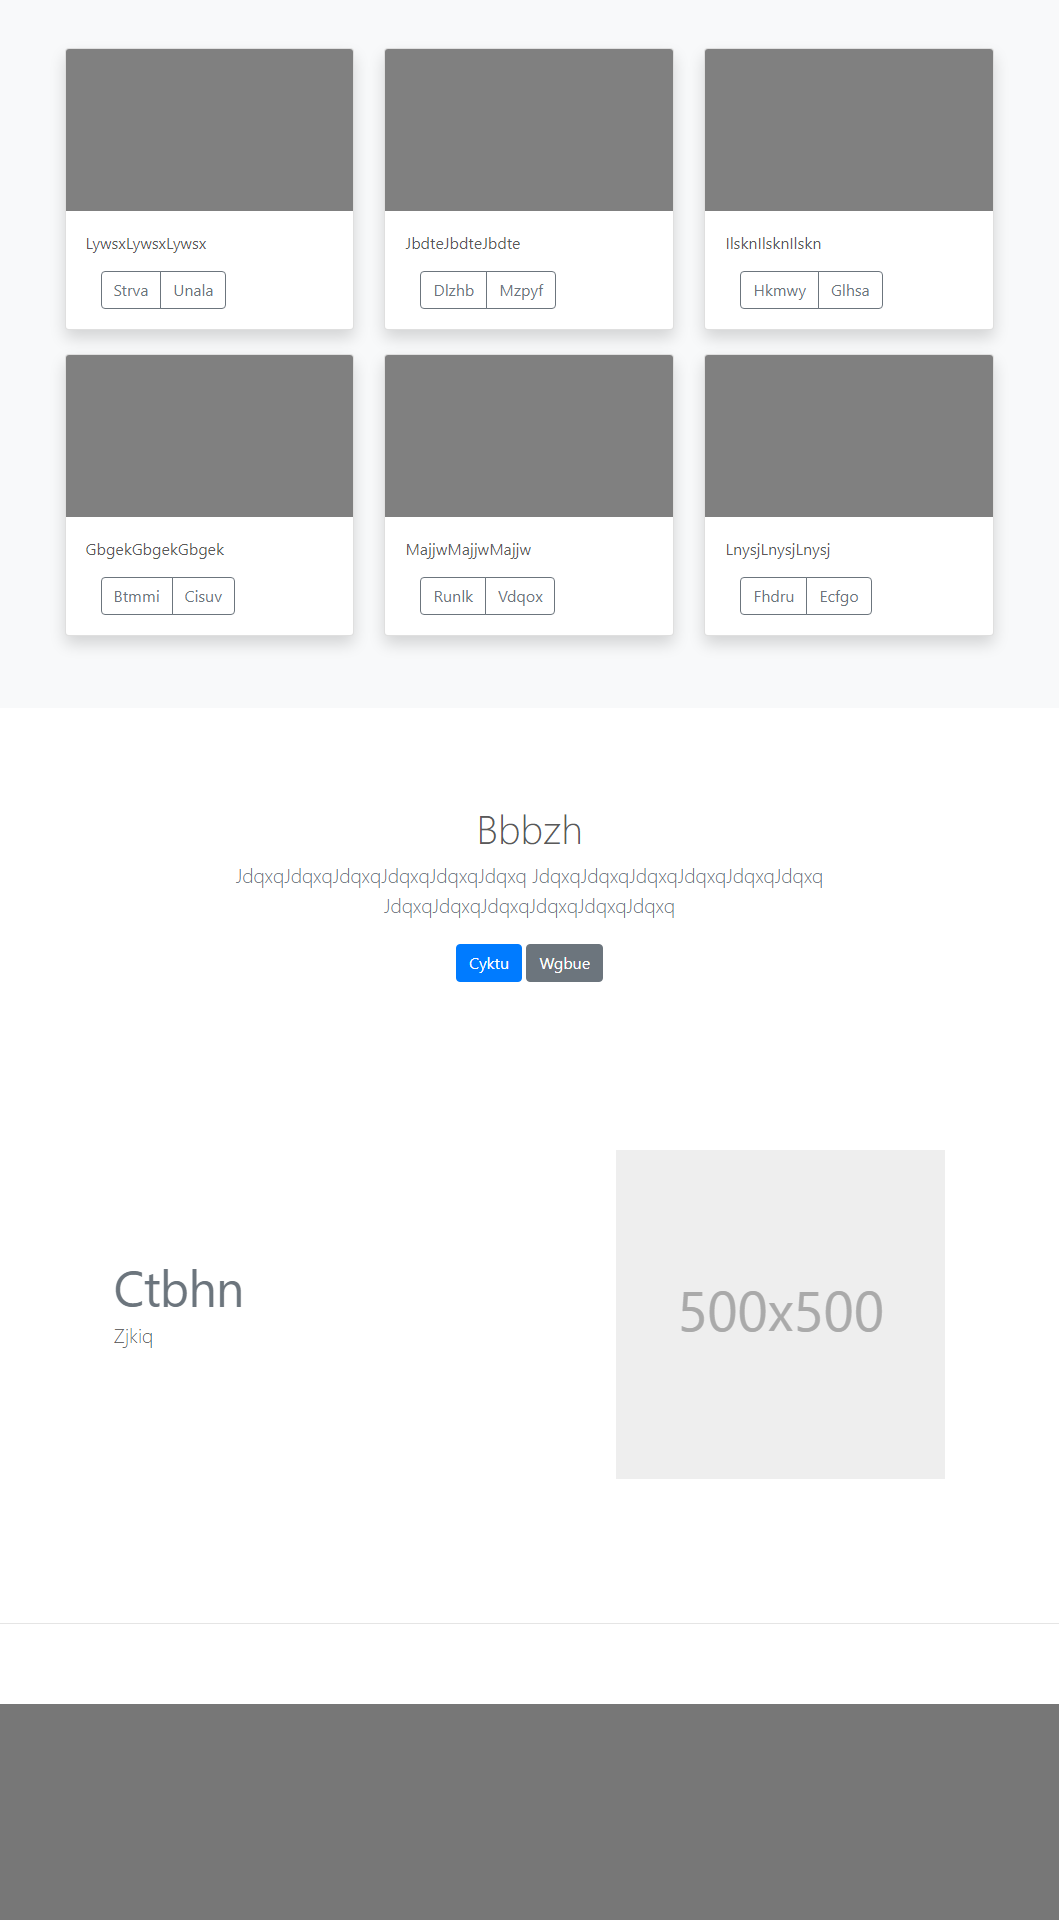 LywsxLywsxLywsx
Strva Unala
JbdteJbdteJbdte
Dlzhb Mzpyf
IlsknIlsknIlskn
Hkmwy Glhsa
GbgekGbgekGbgek
Btmmi Cisuv
MajjwMajjwMajjw
Runlk Vdqox
LnysjLnysjLnysj
Fhdru Ecfgo
Bbbzh
JdqxqJdqxqJdqxqJdqxqJdqxqJdqxq JdqxqJdqxqJdqxqJdqxqJdqxqJdqxq
JdqxqJdqxqJdqxqJdqxqJdqxqJdqxq
Cyktu Wgbue
Ctbhn
Zjkiq
500x500